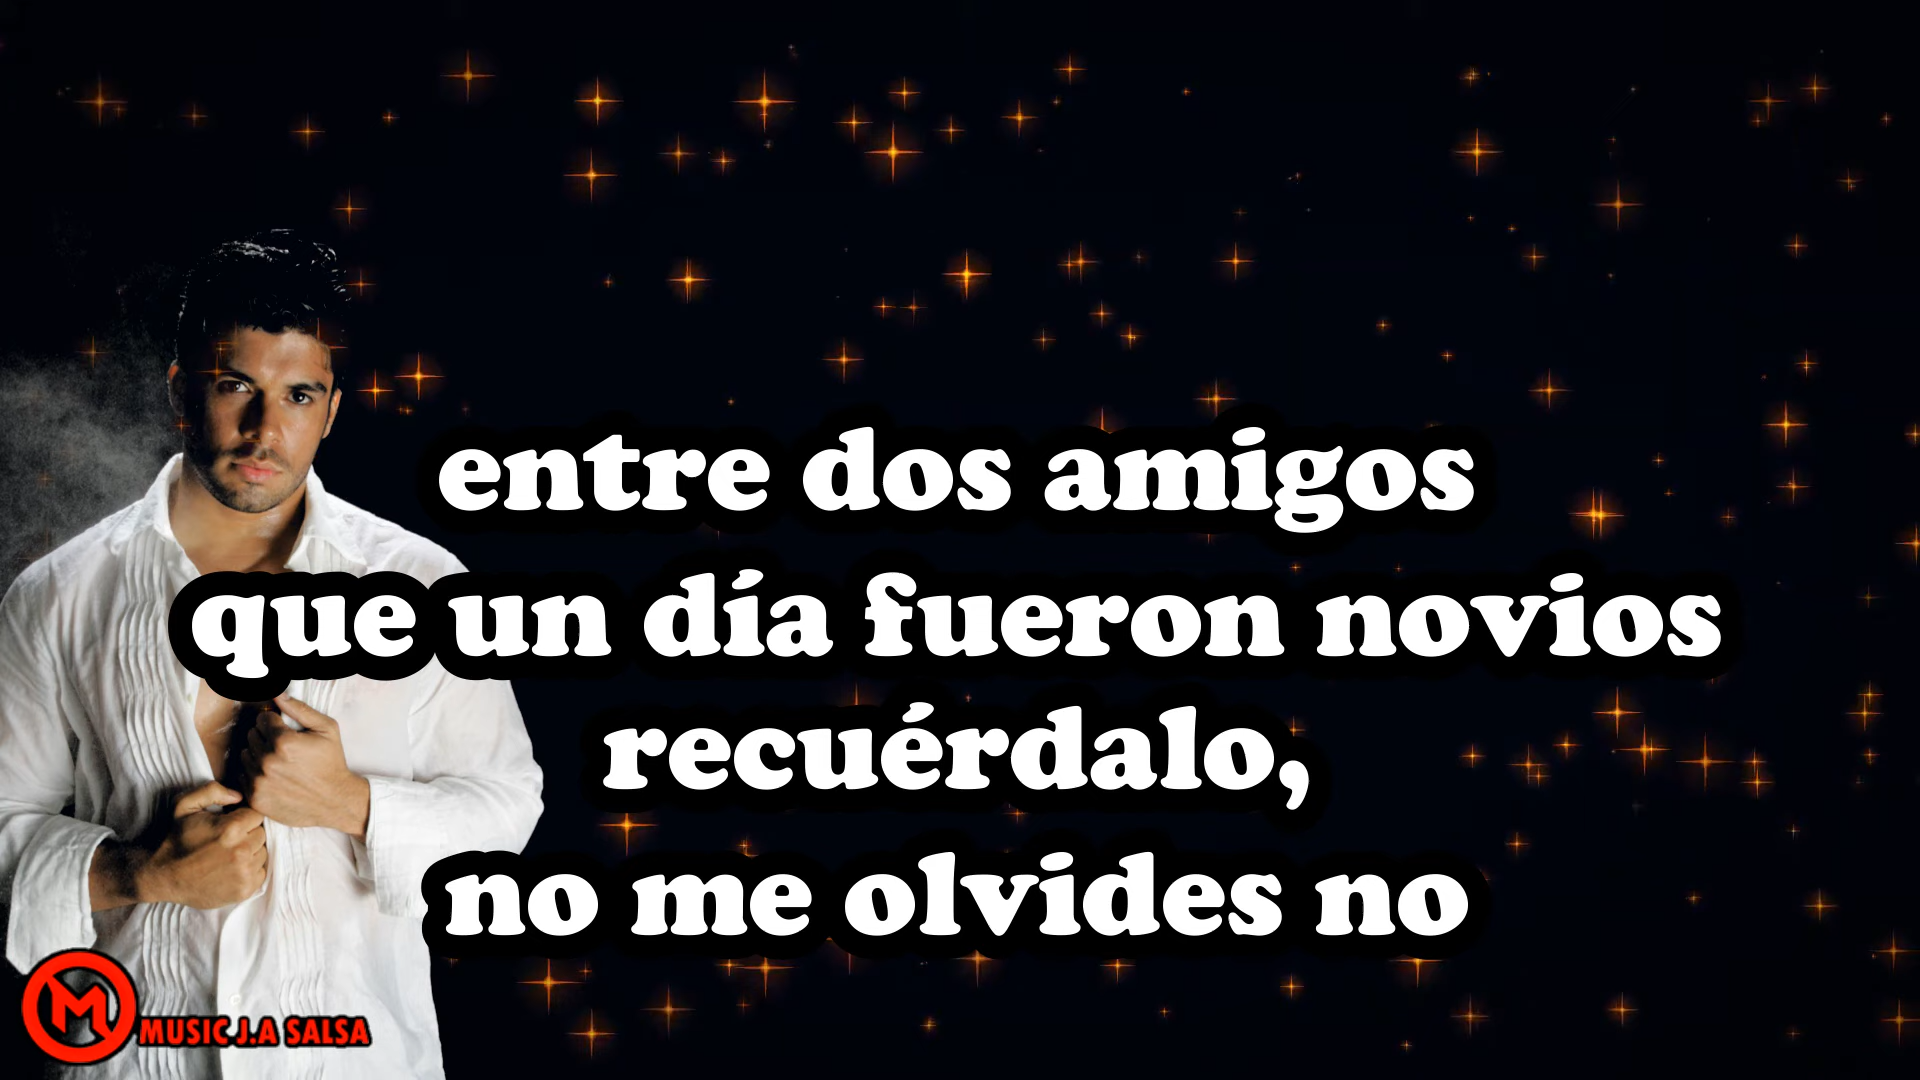 entre dos amigos
que un día fueron novios
recuérdalo,
no me olvides no
M
MUSIC J.A SALSA